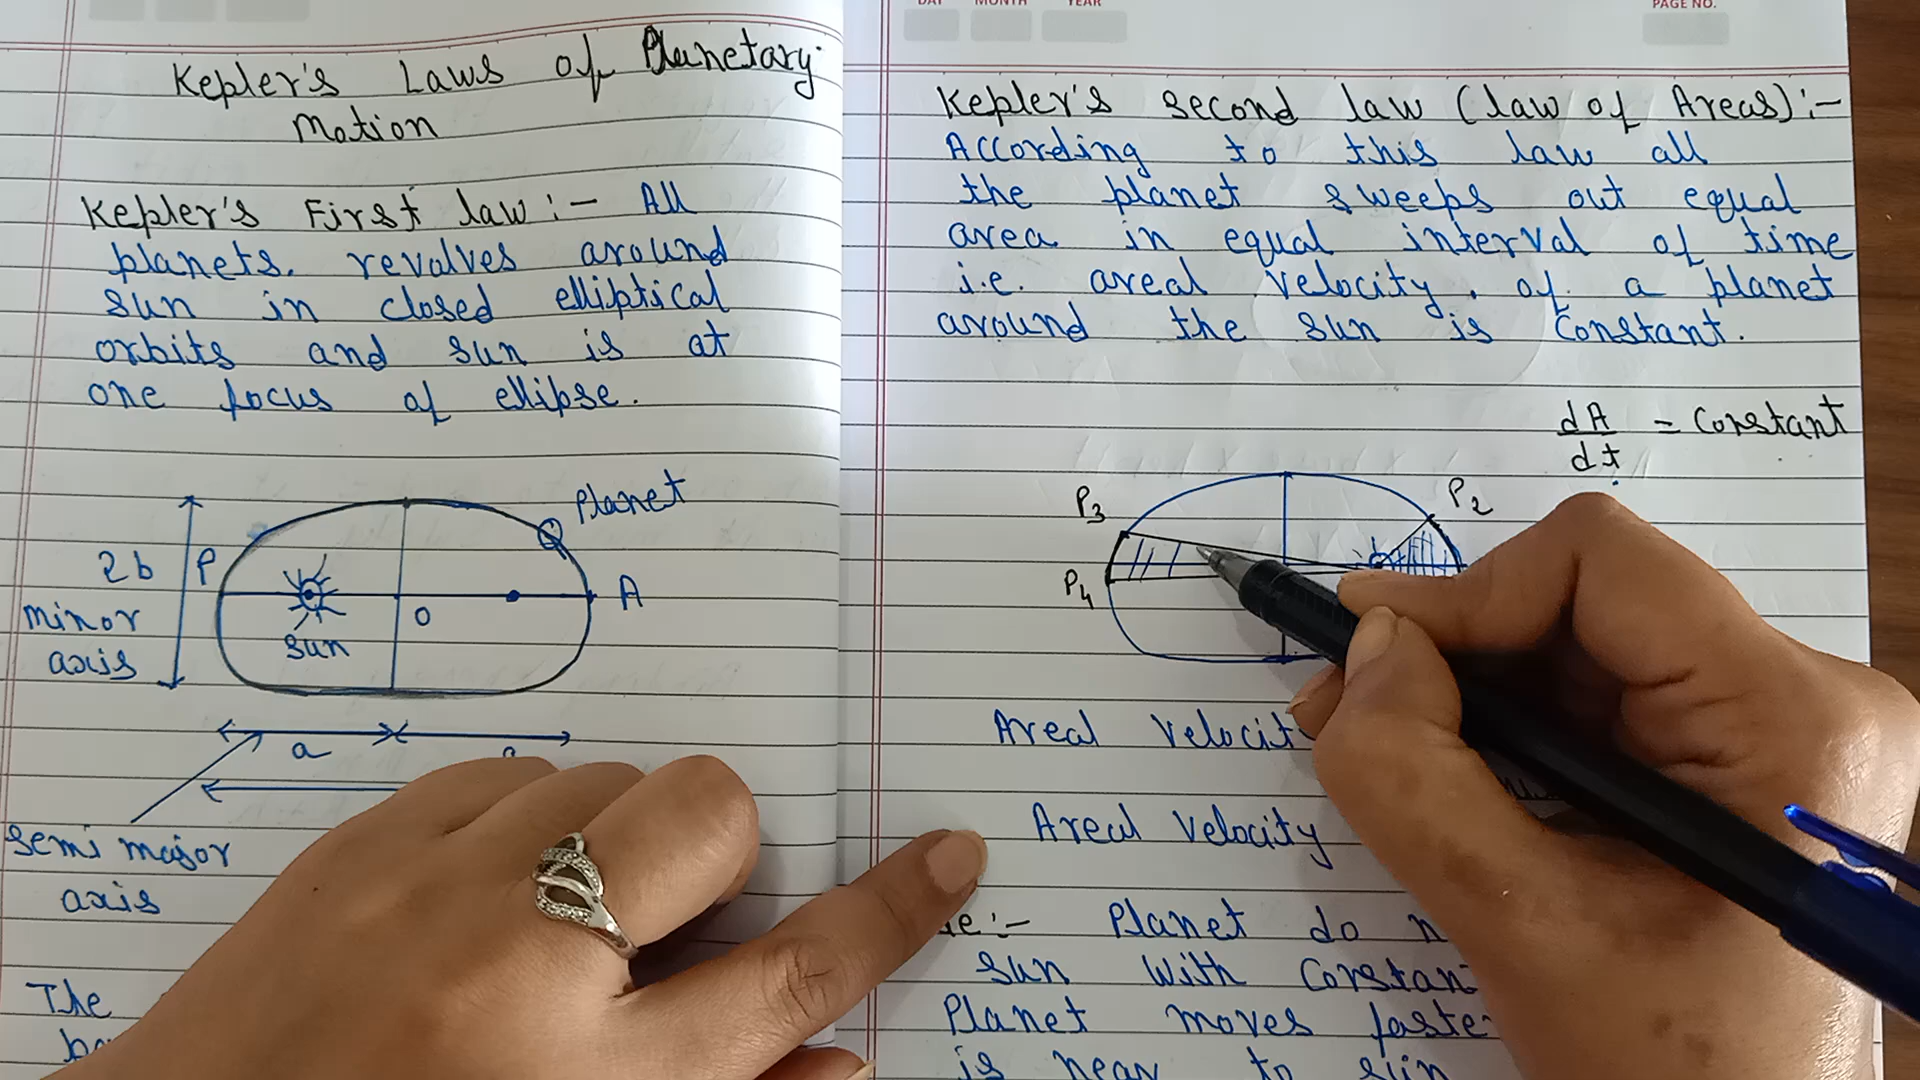 Kepler's Laws of Planetary
Motion
Kepler's First law :- All
planets. revolves around
sun in closed elliptical
orbits and sun is at
one focus of ellipse.
Planet
2b
P
A
O
minor
axis
Sun
a
semi major
axis
The
MONTH
YEAR
PAGE NO.
Kepler's second law (law of Areas):-
According to this law all
the planet sweeps out equal
area in equal interval of time
i.e. areal velocity. of a planet
around the sun is Constant.
dA
= Constant
dt
P3
P2
P4
Areal Velocit
Areal Velocity
:- Planet do n
sun with Constan
Planet moves faste
is near to sun